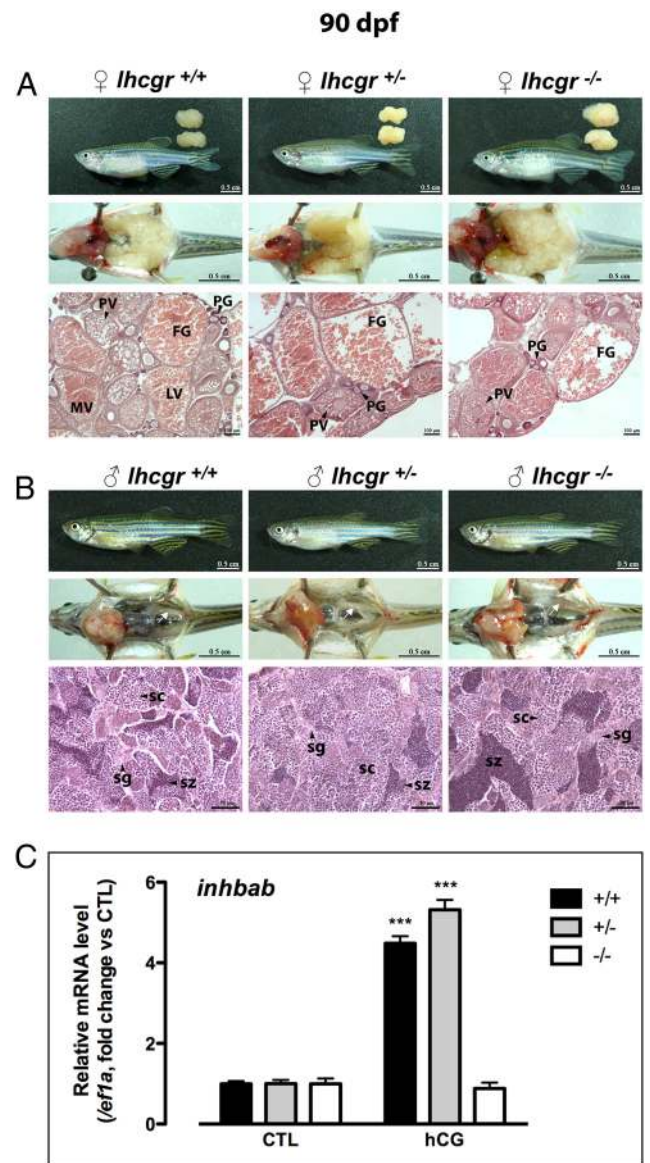 90 dpf
A
♀ lhcgr +/+
♀ lhcgr +/-
♀ lhcgr -/-
0.5 cm
0.5 cm
0.5 cm
0.5 cm
0.5 cm
0.5 cm
PV
PG
FG
MV
LV
FG
PV
PG
PG
FG
PV
100 µm
100 µm
B
♂ lhcgr +/+
♂ lhcgr +/-
♂ lhcgr -/-
0.5 cm
0.5 cm
0.5 cm
0.5 cm
0.5 cm
0.5 cm
sc
sg
sz
sg
sc
sz
sc
sg
sz
C
inhbab
Relative mRNA level
(/ef1a, fold change vs CTL)
6
4
2
0
***
***
+/+
+/-
-/-
CTL
hCG